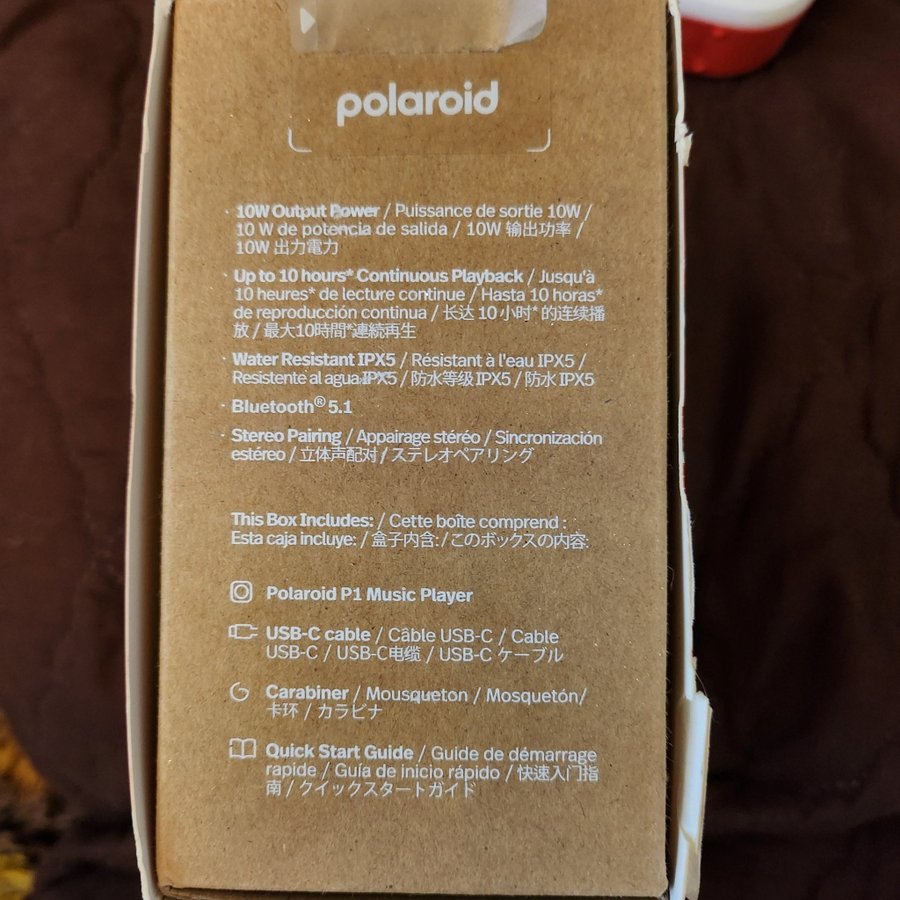 polaroid
· 10W Output Power / Puissance de sortie 10W /
10 W de potencia de salida / 10W 输出功率 /
10W 出力電力
· Up to 10 hours* Continuous Playback / Jusqu'à
10 heures* de lecture continue / Hasta 10 horas*
de reproducción continua / 长达 10 小时* 的连续播
放 / 最大10時間*連続再生
· Water Resistant IPX5 / Résistant à l'eau IPX5 /
Resistente al agua IPX5 / 防水等级 IPX5 / 防水 IPX5
· Bluetooth® 5.1
· Stereo Pairing / Appairage stéréo / Sincronización
estéreo / 立体声配对 / ステレオペアリング
This Box Includes: / Cette boîte comprend :
Esta caja incluye: / 盒子内含: / このボックスの内容:
Polaroid P1 Music Player
USB-C cable / Câble USB-C / Cable
USB-C / USB-C电缆 / USB-C ケーブル
Carabiner / Mousqueton / Mosquetón/
卡环 / カラビナ
Quick Start Guide / Guide de démarrage
rapide / Guía de inicio rápido / 快速入门指
南 / クイックスタートガイド